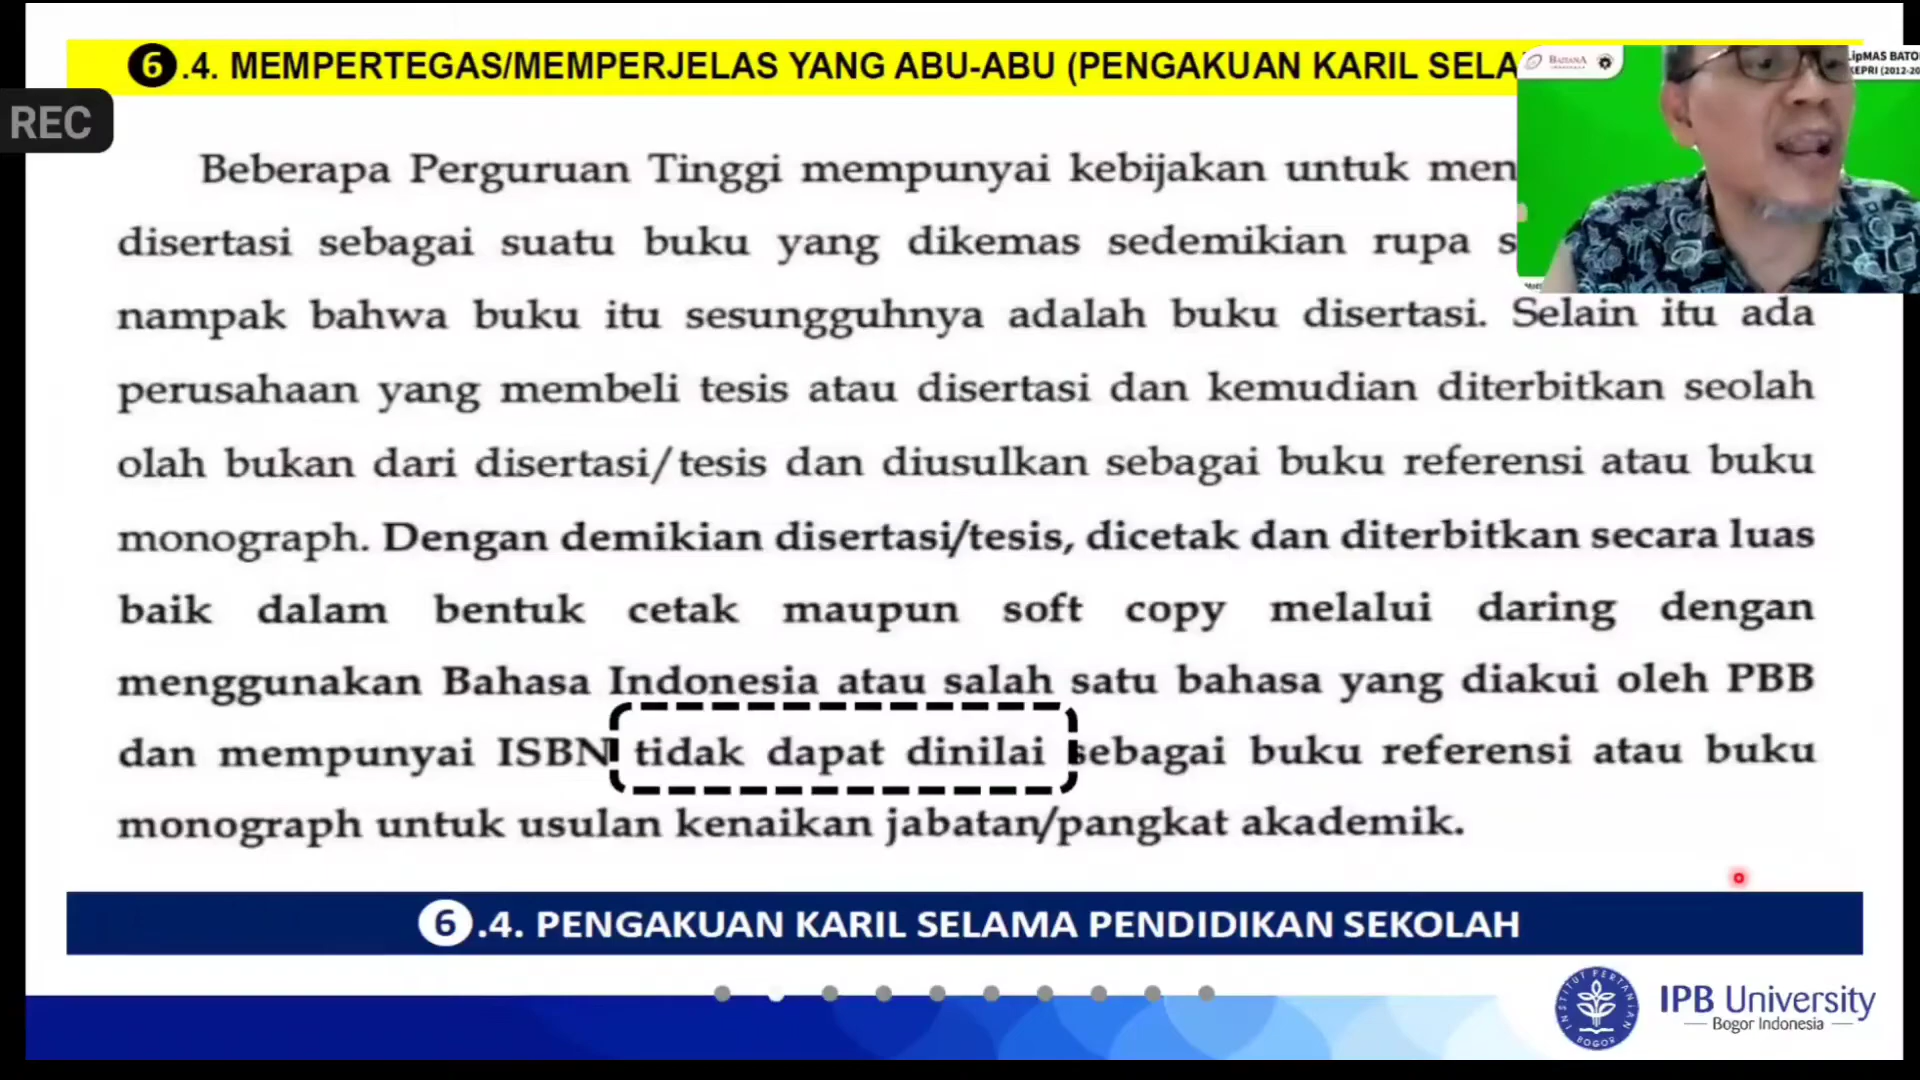 6.4. MEMPERTEGAS/MEMPERJELAS YANG ABU-ABU (PENGAKUAN KARIL
REC
Beberapa Perguruan Tinggi mempunyai kebijakan untuk
disertasi sebagai suatu buku yang dikemas sedemikian rupa
nampak bahwa buku itu sesungguhnya adalah buku disertasi. Selain itu ada
perusahaan yang membeli tesis atau disertasi dan kemudian diterbitkan seolah
olah bukan dari disertasi/tesis dan diusulkan sebagai buku referensi atau buku
monograph. Dengan demikian disertasi/tesis, dicetak dan diterbitkan secara luas
baik dalam bentuk cetak maupun soft copy melalui daring dengan
menggunakan Bahasa Indonesia atau salah satu bahasa yang diakui oleh PBB
dan mempunyai ISBN tidak dapat dinilai sebagai buku referensi atau buku
monograph untuk usulan kenaikan jabatan/pangkat akademik.
6.4. PENGAKUAN KARIL SELAMA PENDIDIKAN SEKOLAH
INSTITUT PERTANIAN
BOGOR
IPB University
Bogor Indonesia